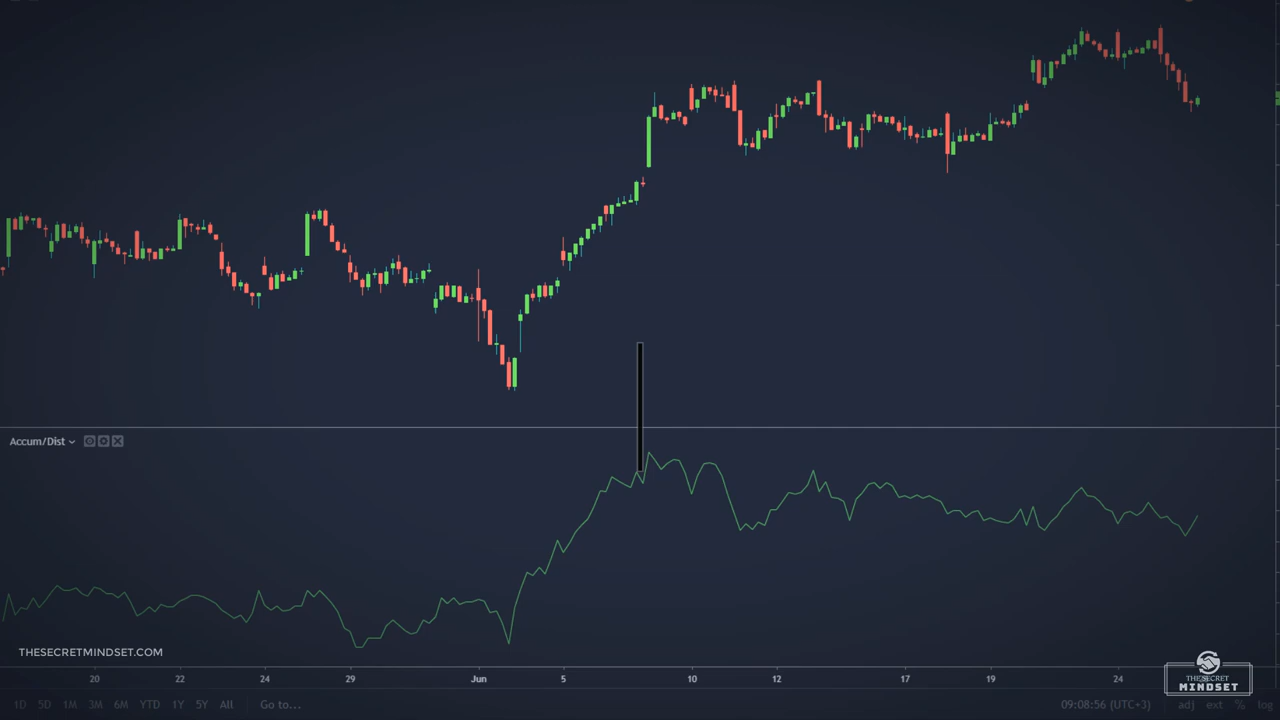 Accum/Dist
THESECRETMINDSET.COM
20 22 24 29 Jun 5 10 12 17 19 24
THE SECRET
MINDSET
1D 5D 1M 3M 6M YTD 1Y 5Y All Go to... 09:08:56 (UTC+3) adj ext % log